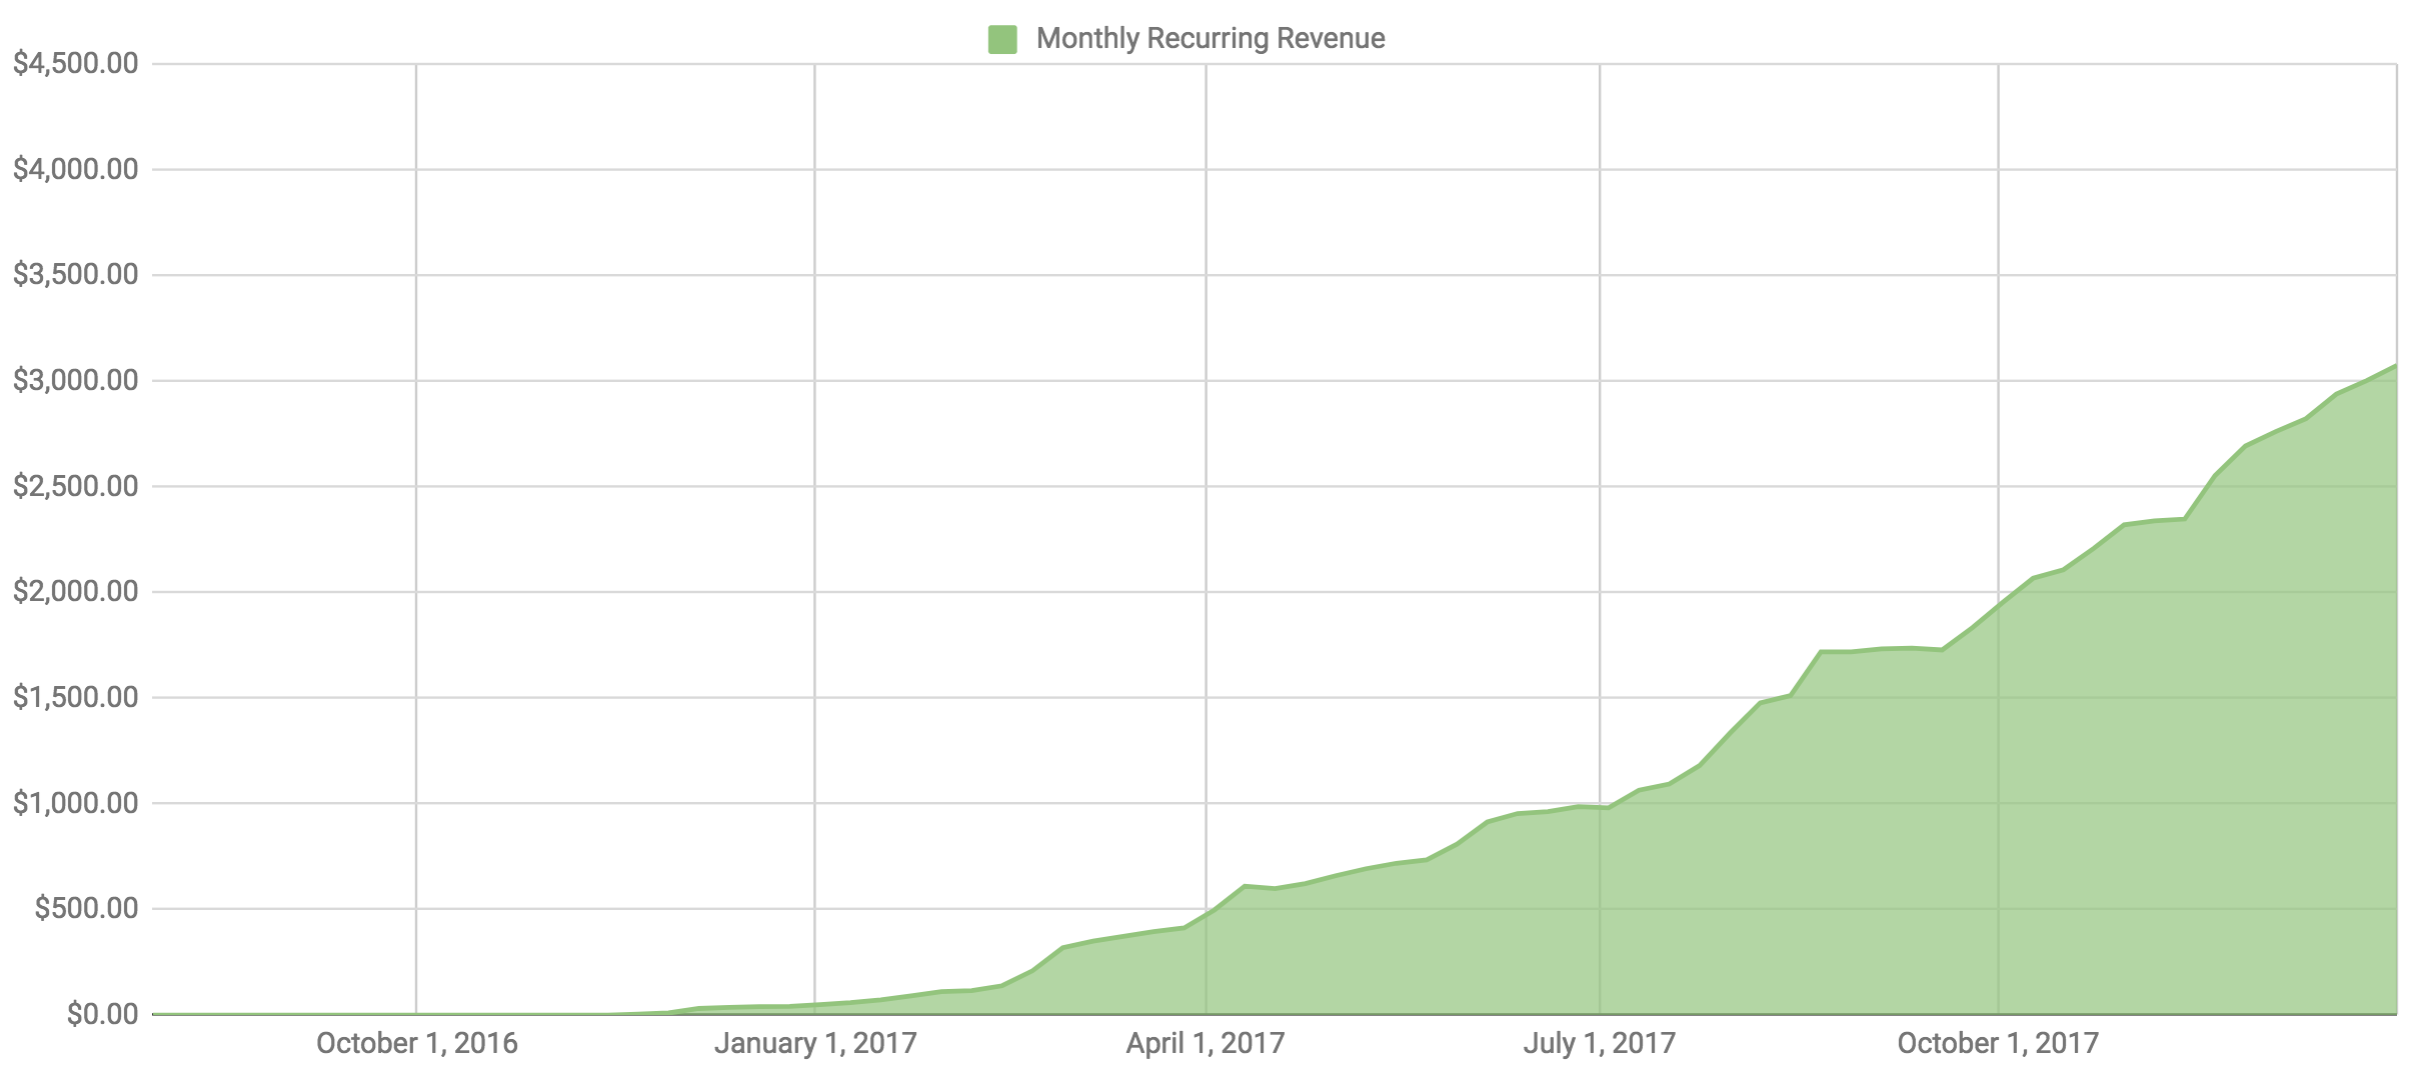 Monthly Recurring Revenue
$4,500.00
$4,000.00
$3,500.00
$3,000.00
$2,500.00
$2,000.00
$1,500.00
$1,000.00
$500.00
$0.00
October 1, 2016
January 1, 2017
April 1, 2017
July 1, 2017
October 1, 2017